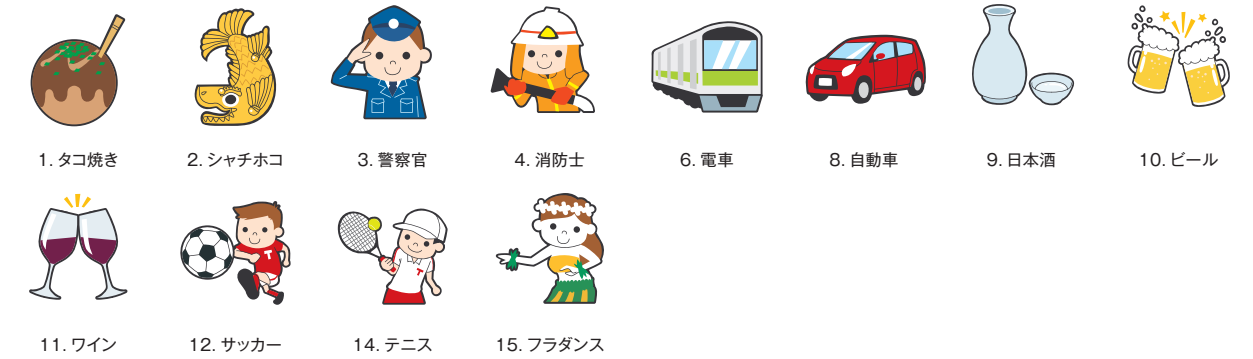 1. タコ焼き
2. シャチホコ
3. 警察官
4. 消防士
6. 電車
8. 自動車
9. 日本酒
10. ビール
11. ワイン
T
12. サッカー
T
14. テニス
15. フラダンス